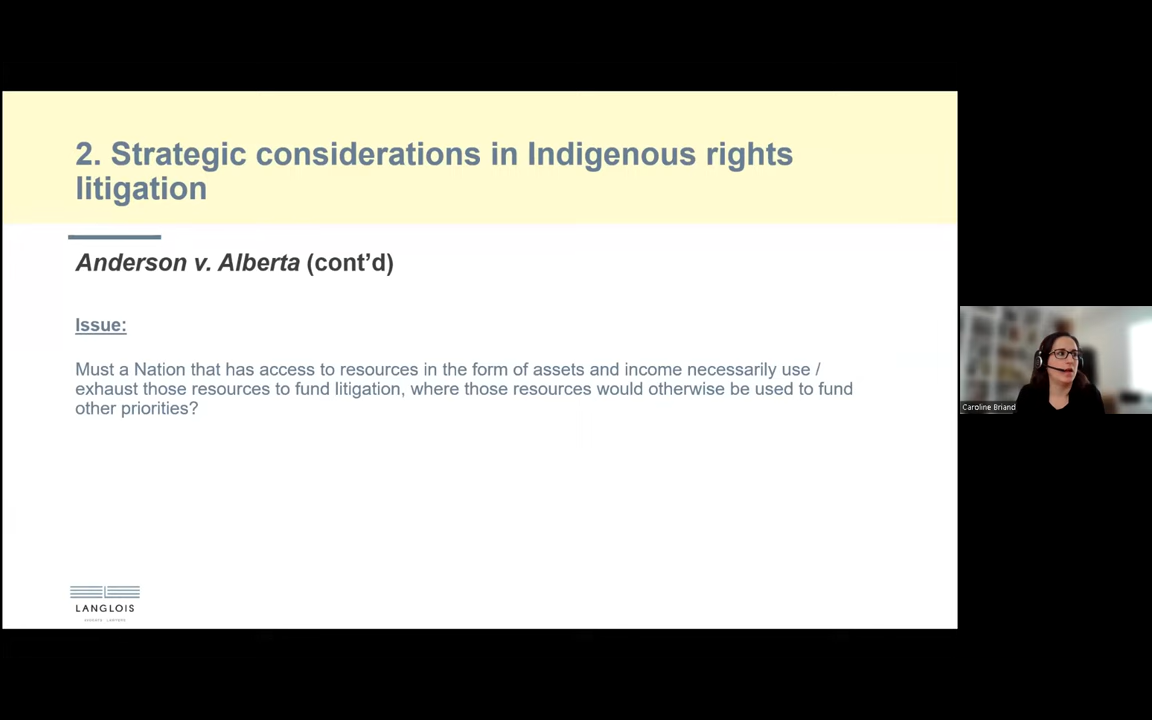 2. Strategic considerations in Indigenous rights
litigation
Anderson v. Alberta (cont’d)
Issue:
Must a Nation that has access to resources in the form of assets and income necessarily use /
exhaust those resources to fund litigation, where those resources would otherwise be used to fund
other priorities?
Caroline Briand
LANGLOIS